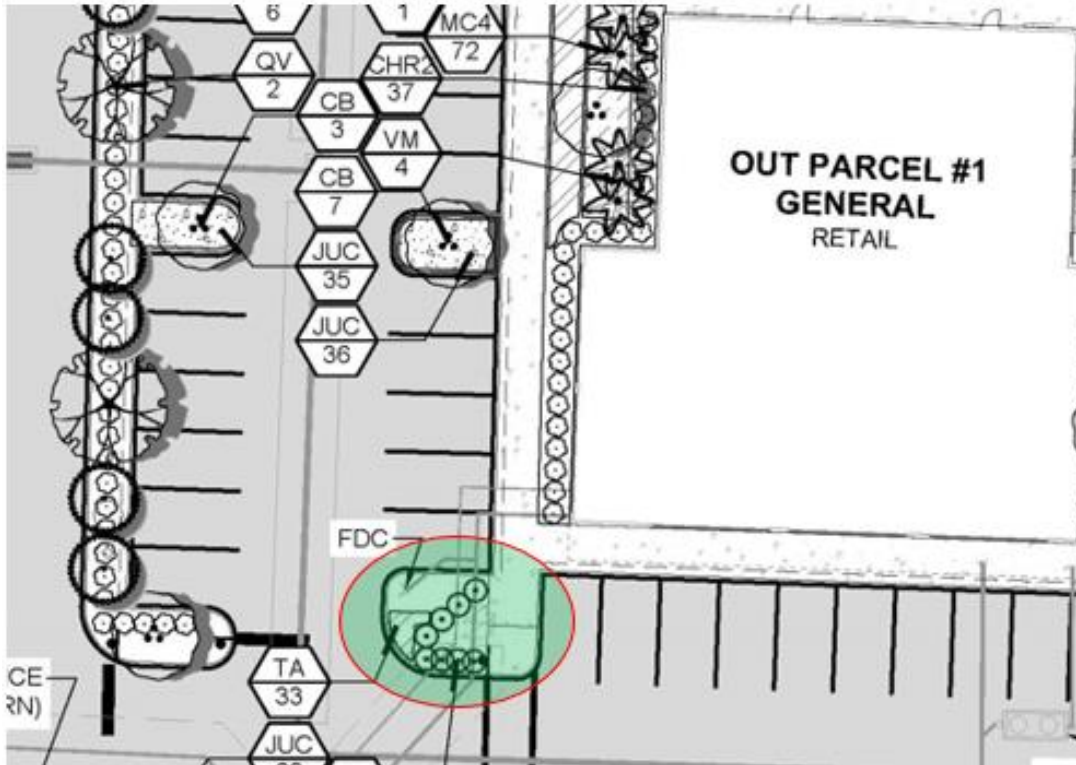 6
1
MC4
72
QV
2
CHR2
37
CB
3
VM
4
CB
7
OUT PARCEL #1
GENERAL
RETAIL
JUC
35
JUC
36
FDC
TA
33
CE
RN)
JUC